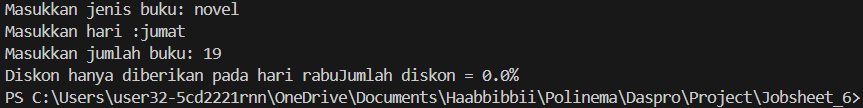 Masukkan jenis buku: novel
Masukkan hari :jumat
Masukkan jumlah buku: 19
Diskon hanya diberikan pada hari rabuJumlah diskon = 0.0%
PS C:\Users\user32-5cd2221rnn\OneDrive\Documents\Haabbibbii\Polinema\Daspro\Project\Jobsheet_6>